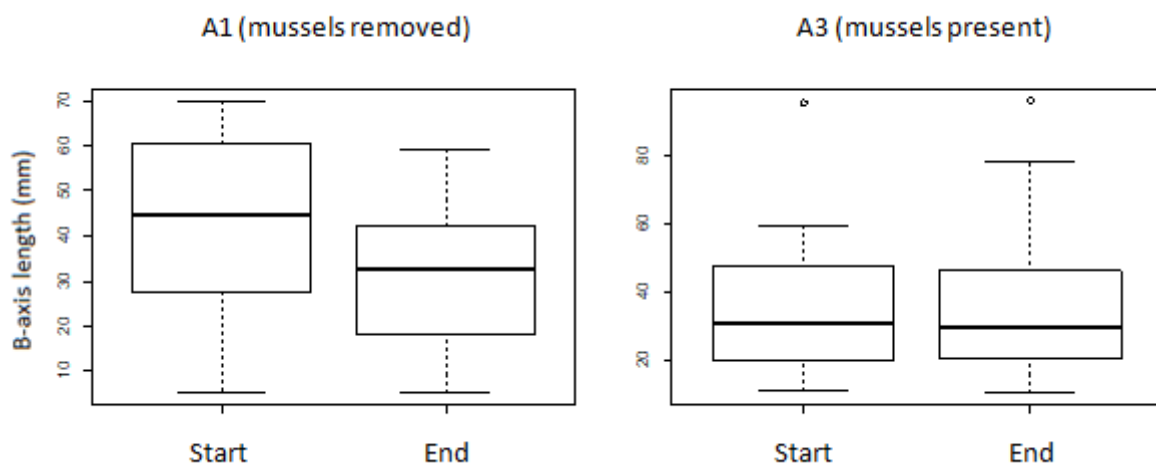 A1 (mussels removed)
A3 (mussels present)
B-axis length (mm)
70
60
50
40
30
20
10
80
60
40
20
Start
End
Start
End